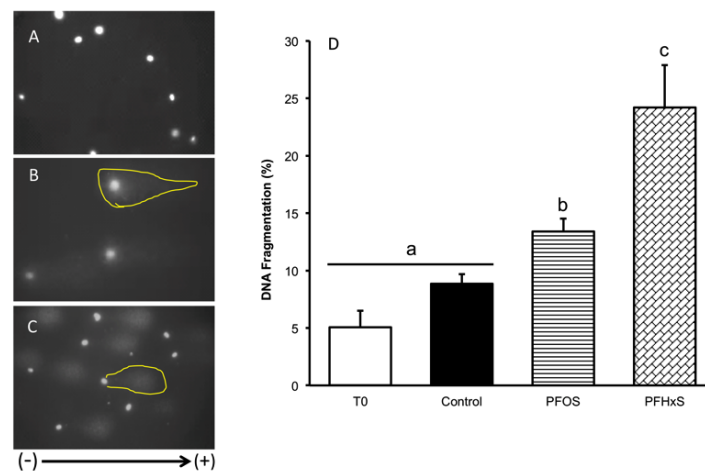 A
B
C
(-) (+)
D
DNA Fragmentation (%)
30
25
20
15
10
5
0
a
b
c
T0 Control PFOS PFHxS